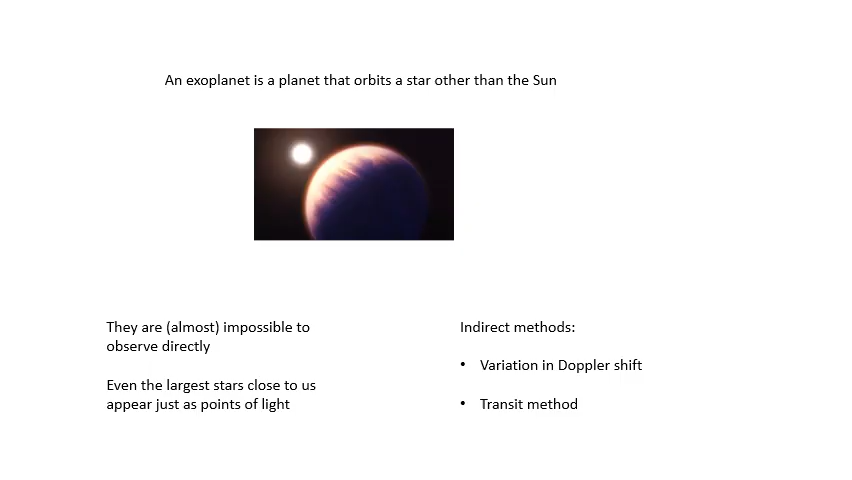 An exoplanet is a planet that orbits a star other than the Sun
They are (almost) impossible to
observe directly
Even the largest stars close to us
appear just as points of light
Indirect methods:
• Variation in Doppler shift
• Transit method